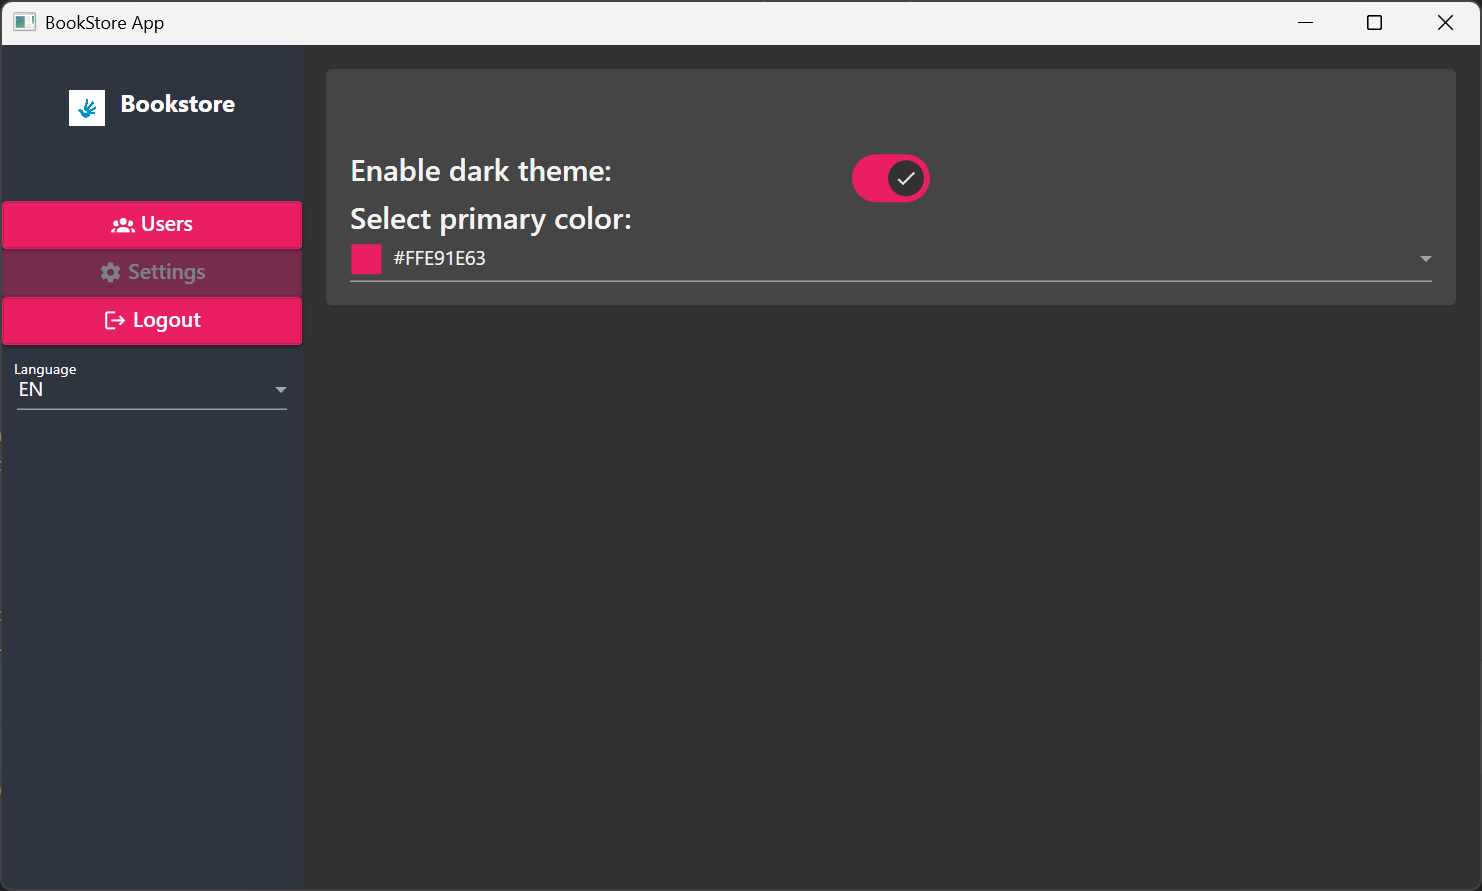 BookStore App
Bookstore
Users
Settings
Logout
Language
EN
Enable dark theme:
Select primary color:
#FFE91E63